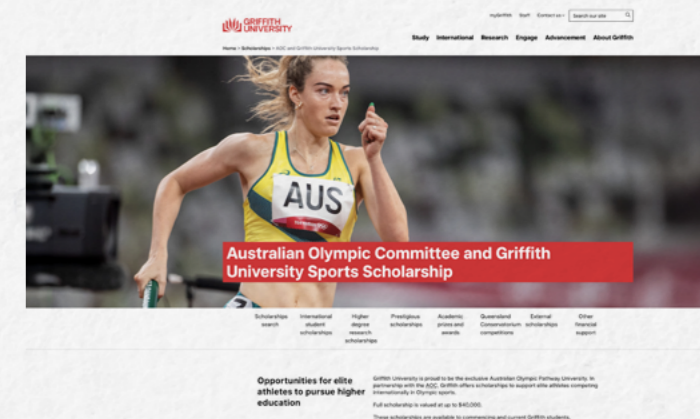 GRIFFITH
UNIVERSITY
myGriffith Staff Contact us Search our site
Study International Research Engage Advancement About Griffith
Home > Scholarships > AOC and Griffith University Sports Scholarship
AUS
Australian Olympic Committee and Griffith
University Sports Scholarship
Scholarships
search
International
student
scholarships
Higher
degree
research
scholarships
Prestigious
scholarships
Academic
prizes and
awards
Queensland
Conservatorium
competitions
External
scholarships
Other
financial
support
Opportunities for elite
athletes to pursue higher
education
Griffith University is proud to be the exclusive Australian Olympic Pathway University. In
partnership with the AOC, Griffith offers scholarships to support elite athletes competing
internationally in Olympic sports.
Full scholarship is valued at up to $40,000.
These scholarships are available to commencing and current Griffith students.